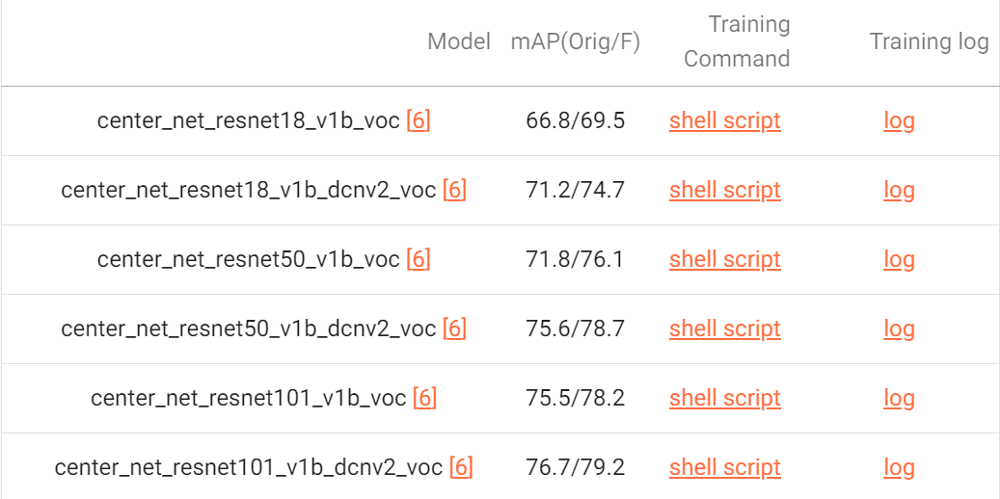 Model mAP(Orig/F) Training Command Training log
center_net_resnet18_v1b_voc [6] 66.8/69.5 shell script log
center_net_resnet18_v1b_dcnv2_voc [6] 71.2/74.7 shell script log
center_net_resnet50_v1b_voc [6] 71.8/76.1 shell script log
center_net_resnet50_v1b_dcnv2_voc [6] 75.6/78.7 shell script log
center_net_resnet101_v1b_voc [6] 75.5/78.2 shell script log
center_net_resnet101_v1b_dcnv2_voc [6] 76.7/79.2 shell script log